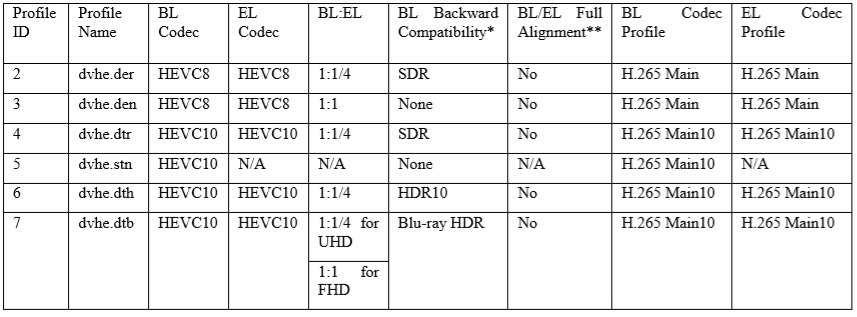 Profile ID | Profile Name | BL Codec | EL Codec | BL:EL | BL Backward Compatibility* | BL/EL Full Alignment** | BL Codec Profile | EL Codec Profile
2 | dvhe.der | HEVC8 | HEVC8 | 1:1/4 | SDR | No | H.265 Main | H.265 Main
3 | dvhe.den | HEVC8 | HEVC8 | 1:1 | None | No | H.265 Main | H.265 Main
4 | dvhe.dtr | HEVC10 | HEVC10 | 1:1/4 | SDR | No | H.265 Main10 | H.265 Main10
5 | dvhe.stn | HEVC10 | N/A | N/A | None | N/A | H.265 Main10 | N/A
6 | dvhe.dth | HEVC10 | HEVC10 | 1:1/4 | HDR10 | No | H.265 Main10 | H.265 Main10
7 | dvhe.dtb | HEVC10 | HEVC10 | 1:1/4 for UHD | Blu-ray HDR | No | H.265 Main10 | H.265 Main10
1:1 for FHD